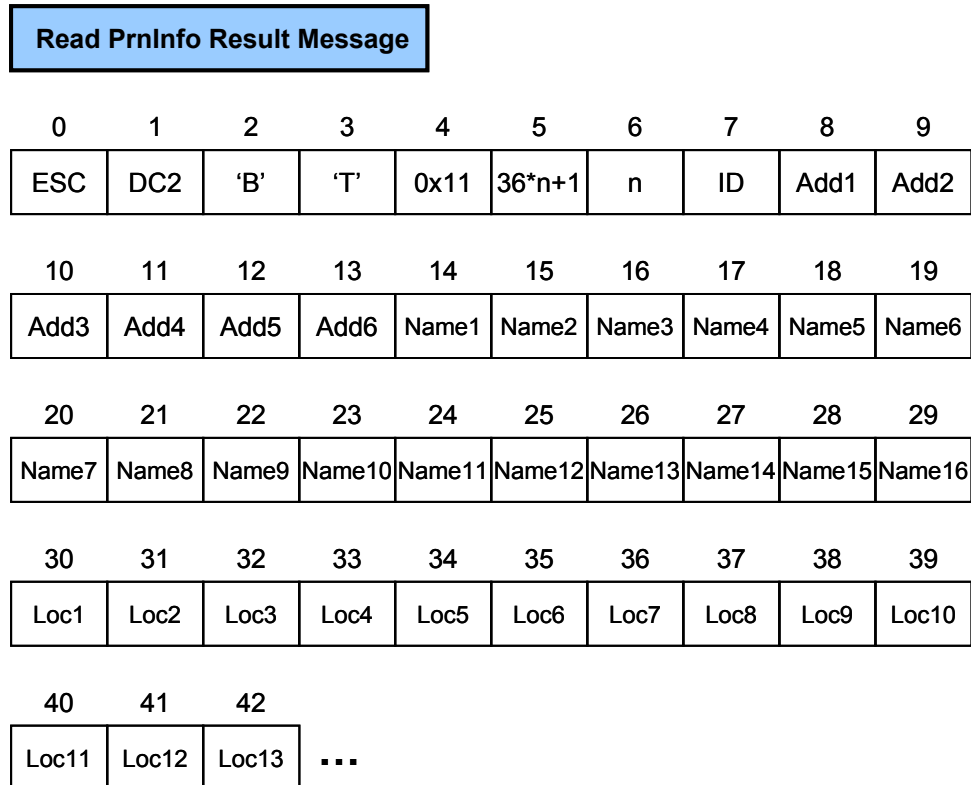 Read PrnInfo Result Message
0 1 2 3 4 5 6 7 8 9
ESC DC2 ‘B’ ‘T’ 0x11 36*n+1 n ID Add1 Add2
10 11 12 13 14 15 16 17 18 19
Add3 Add4 Add5 Add6 Name1 Name2 Name3 Name4 Name5 Name6
20 21 22 23 24 25 26 27 28 29
Name7 Name8 Name9 Name10 Name11 Name12 Name13 Name14 Name15 Name16
30 31 32 33 34 35 36 37 38 39
Loc1 Loc2 Loc3 Loc4 Loc5 Loc6 Loc7 Loc8 Loc9 Loc10
40 41 42
Loc11 Loc12 Loc13 ...